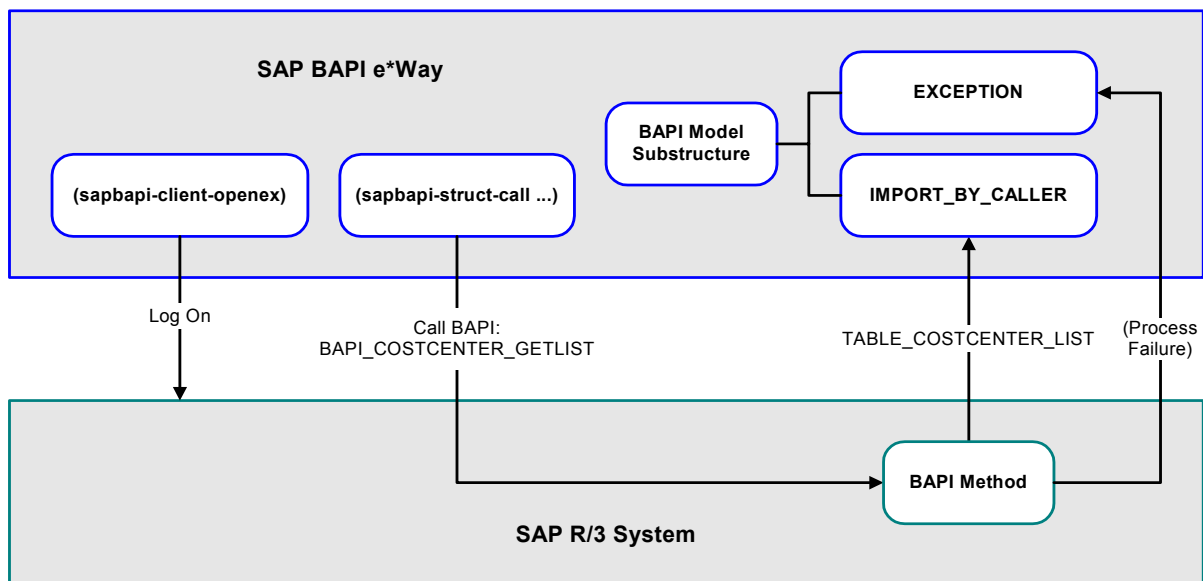 SAP BAPI e*Way
EXCEPTION
BAPI Model
Substructure
(sapbapi-client-openex)
(sapbapi-struct-call ...)
IMPORT_BY_CALLER
Log On
Call BAPI:
BAPI_COSTCENTER_GETLIST
TABLE_COSTCENTER_LIST
(Process
Failure)
BAPI Method
SAP R/3 System